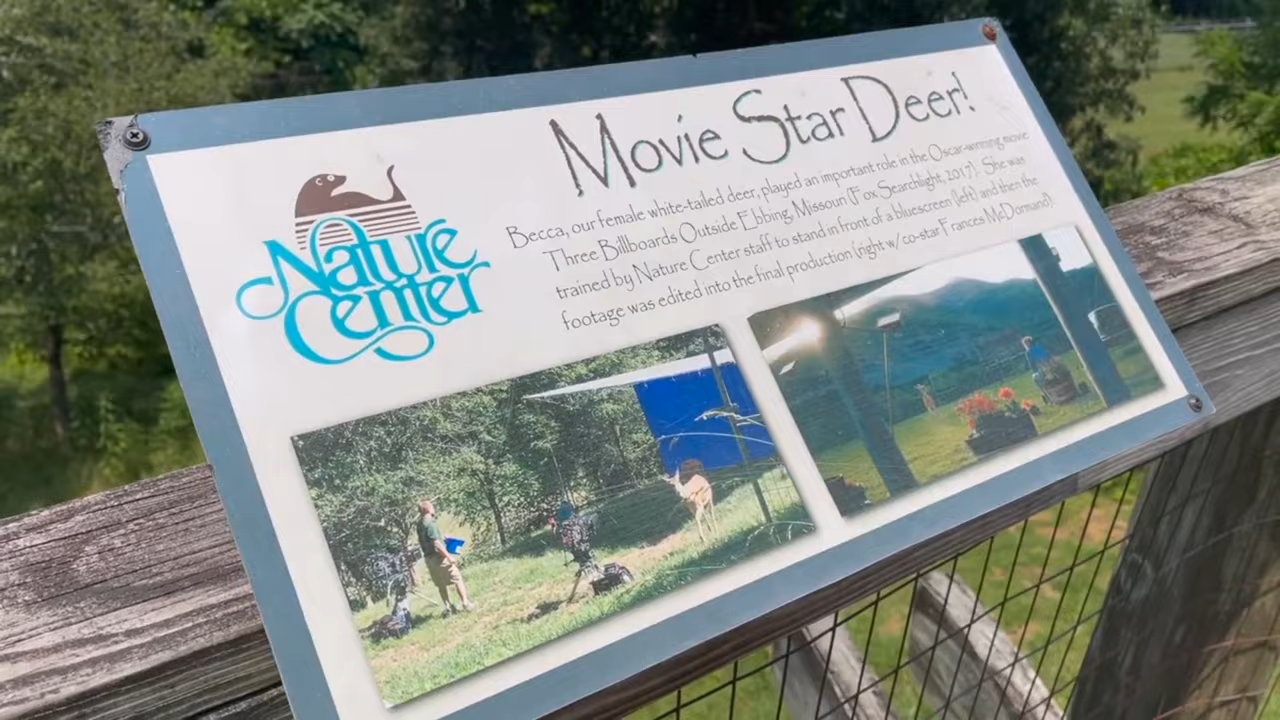 Nature
Center
Movie Star Deer!
Becca, our female white-tailed deer, played an important role in the Oscar-winning movie
Three Billboards Outside Ebbing, Missouri (Fox Searchlight, 2017). She was
trained by Nature Center staff to stand in front of a bluescreen (left) and then the
footage was edited into the final production (right w/ co-star Frances McDormand).